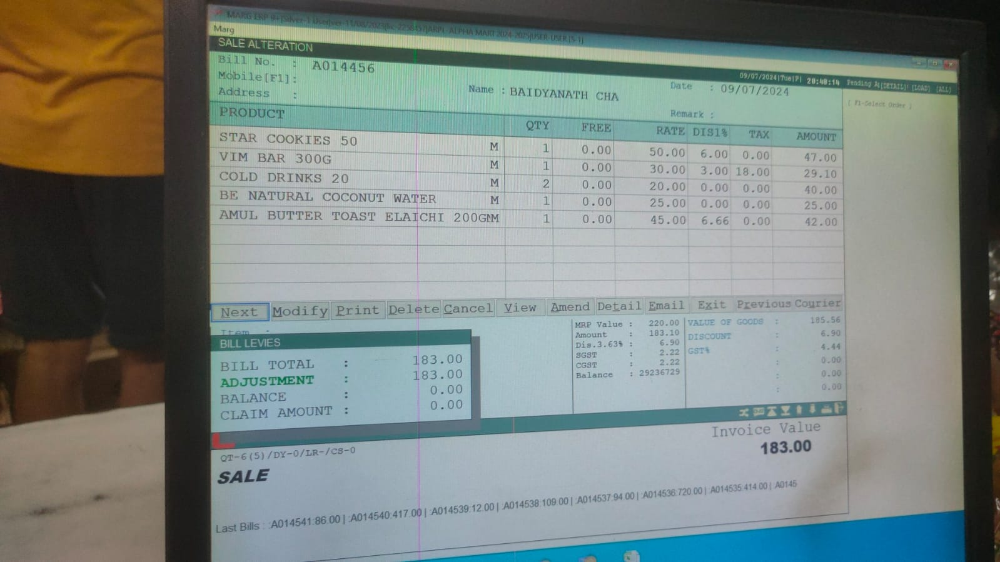 MARG ERP 9+|Silver-1 User|ver-11/08/2023|lic-2258457|ARPL ALPHA MART 2024-2025|USER-USER.[S-1]
Marg
SALE ALTERATION
09/07/2024|Tue|P| 20:40:14 Pending A|[DETAIL]| [LOAD] [ALL]
Bill No. : A014456
Mobile[F1]:
Address :
Name : BAIDYANATH CHA
Date : 09/07/2024
Remark :
[ F1-Select Order ]
PRODUCT QTY FREE RATE DIS1% TAX AMOUNT
STAR COOKIES 50 M 1 0.00 50.00 6.00 0.00 47.00
VIM BAR 300G M 1 0.00 30.00 3.00 18.00 29.10
COLD DRINKS 20 M 2 0.00 20.00 0.00 0.00 40.00
BE NATURAL COCONUT WATER M 1 0.00 25.00 0.00 0.00 25.00
AMUL BUTTER TOAST ELAICHI 200GM M 1 0.00 45.00 6.66 0.00 42.00
Next Modify Print Delete Cancel View Amend Detail Email Exit Previous Courier
Item :
BILL LEVIES
BILL TOTAL : 183.00
ADJUSTMENT : 183.00
BALANCE : 0.00
CLAIM AMOUNT : 0.00
MRP Value : 220.00
Amount : 183.10
Dis.3.63% : 6.90
SGST : 2.22
CGST : 2.22
Balance : 29236729
VALUE OF GOODS : 185.56
DISCOUNT : 6.90
GST% : 4.44
: 0.00
: 0.00
: 0.00
Invoice Value
183.00
QT-6(5)/DY-0/LR-/CS-0
SALE
Last Bills : :A014541:86.00 | :A014540:417.00 | :A014539:12.00 | :A014538:109.00 | :A014537:94.00 | :A014536:720.00 | :A014535:414.00 | :A0145